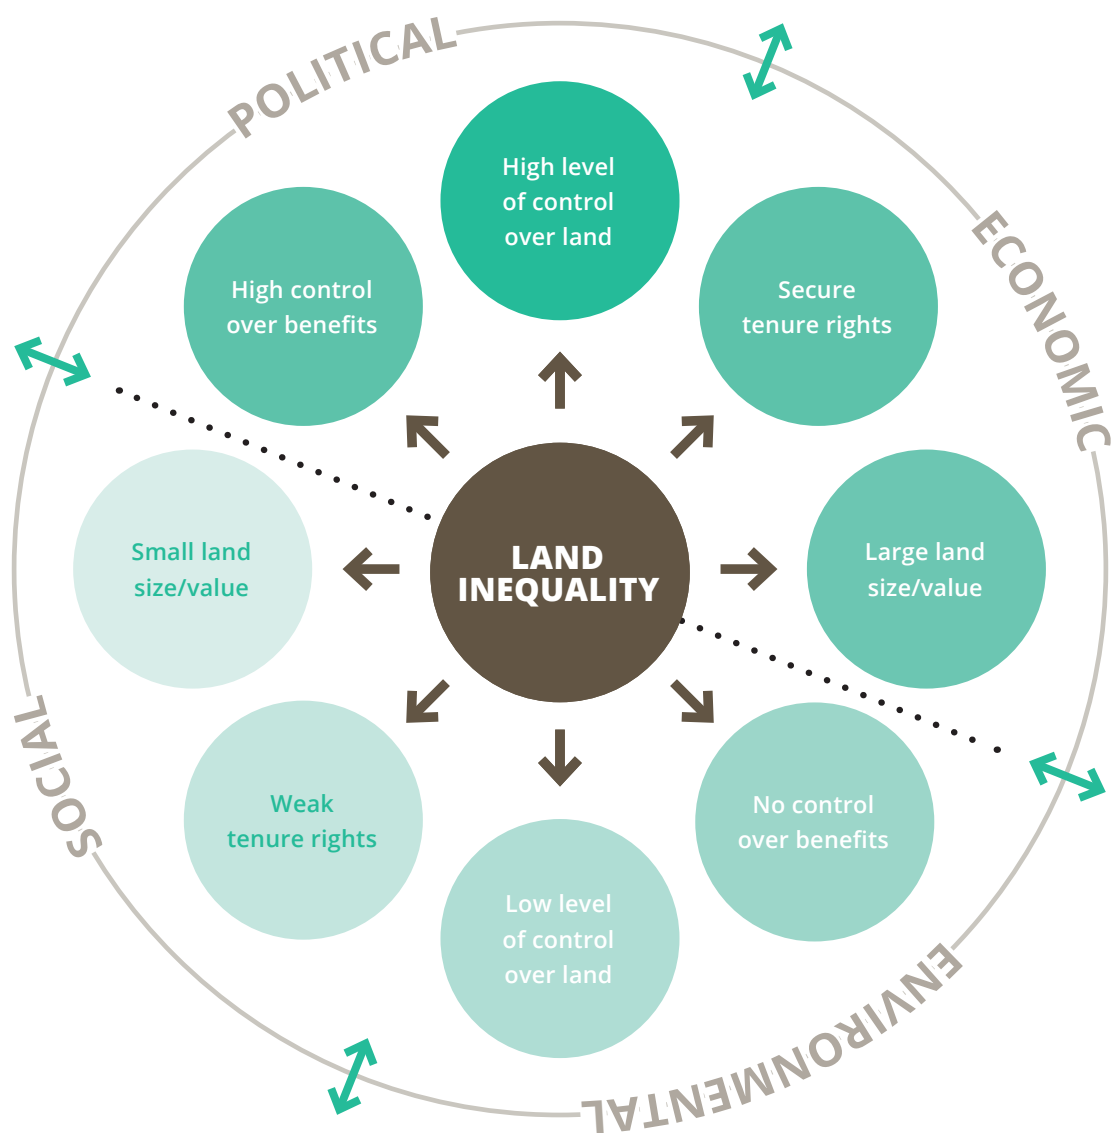 POLITICAL
High level
of control
over land
High control
over benefits
Secure
tenure rights
ECONOMIC
Small land
size/value
LAND
INEQUALITY
Large land
size/value
SOCIAL
Weak
tenure rights
No control
over benefits
Low level
of control
over land
ENVIRONMENTAL